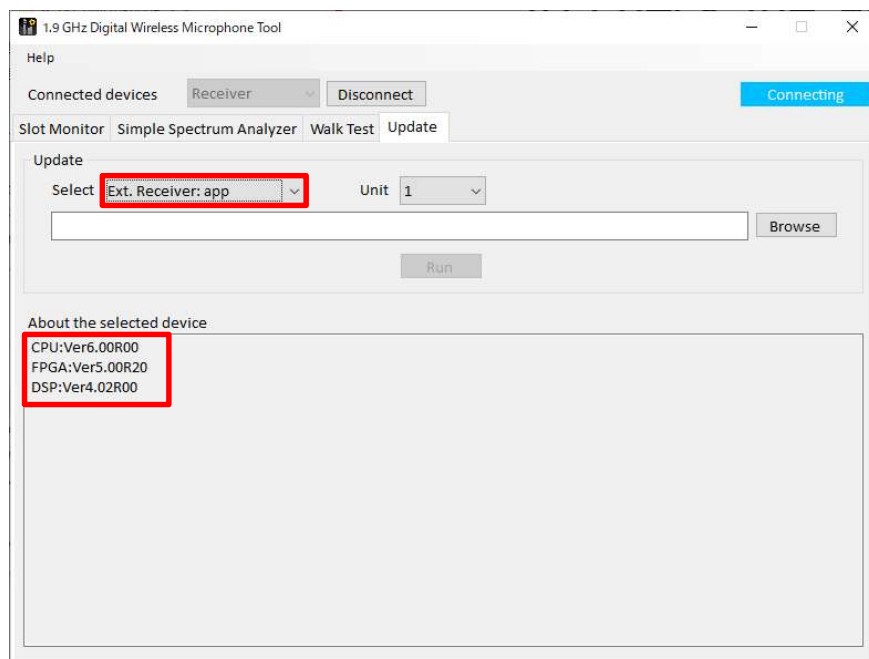 1.9 GHz Digital Wireless Microphone Tool
Help
Connected devices Receiver Disconnect Connecting
Slot Monitor Simple Spectrum Analyzer Walk Test Update
Update
Select Ext. Receiver: app Unit 1
Browse
Run
About the selected device
CPU:Ver6.00R00
FPGA:Ver5.00R20
DSP:Ver4.02R00